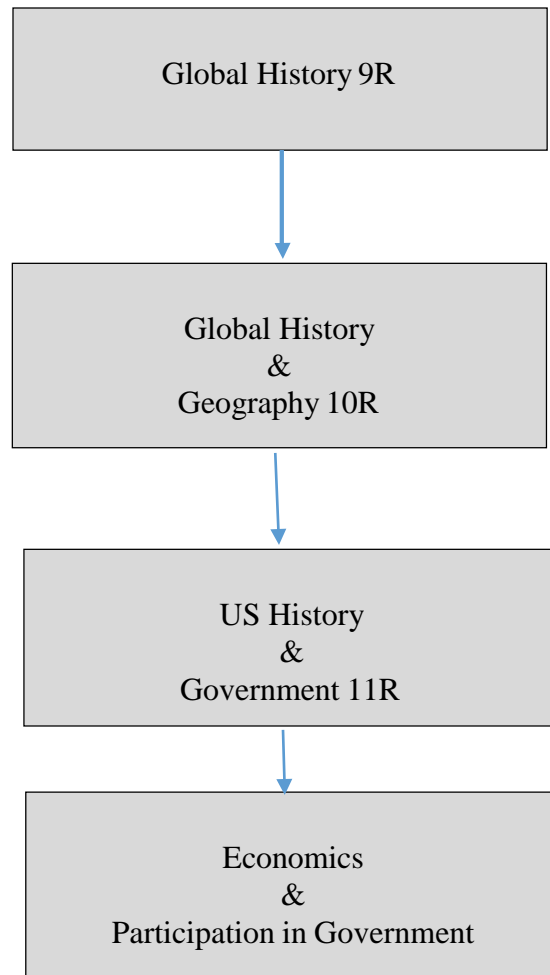 Global History 9R
Global History
&
Geography 10R
US History
&
Government 11R
Economics
&
Participation in Government